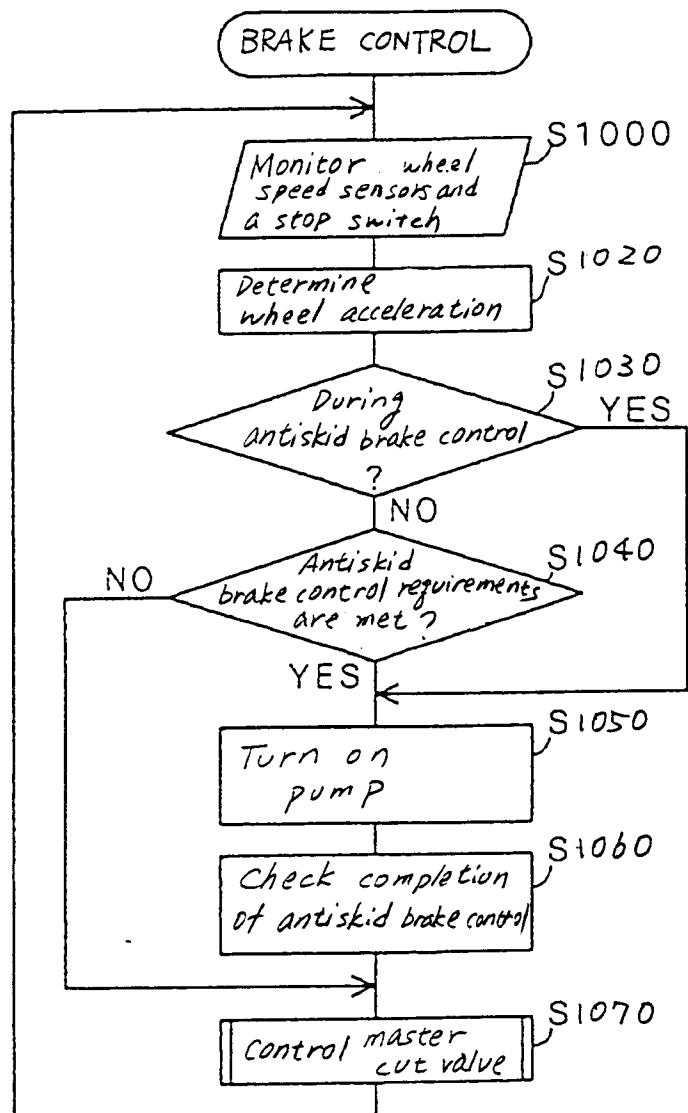 BRAKE CONTROL
S1000
Monitor wheel
speed sensors and
a stop switch
S1020
Determine
wheel acceleration
S1030
During
antiskid brake control
?
YES
NO
S1040
Antiskid
brake control requirements
are met?
NO
YES
S1050
Turn on
pump
S1060
Check completion
of antiskid brake control
S1070
Control master
cut value